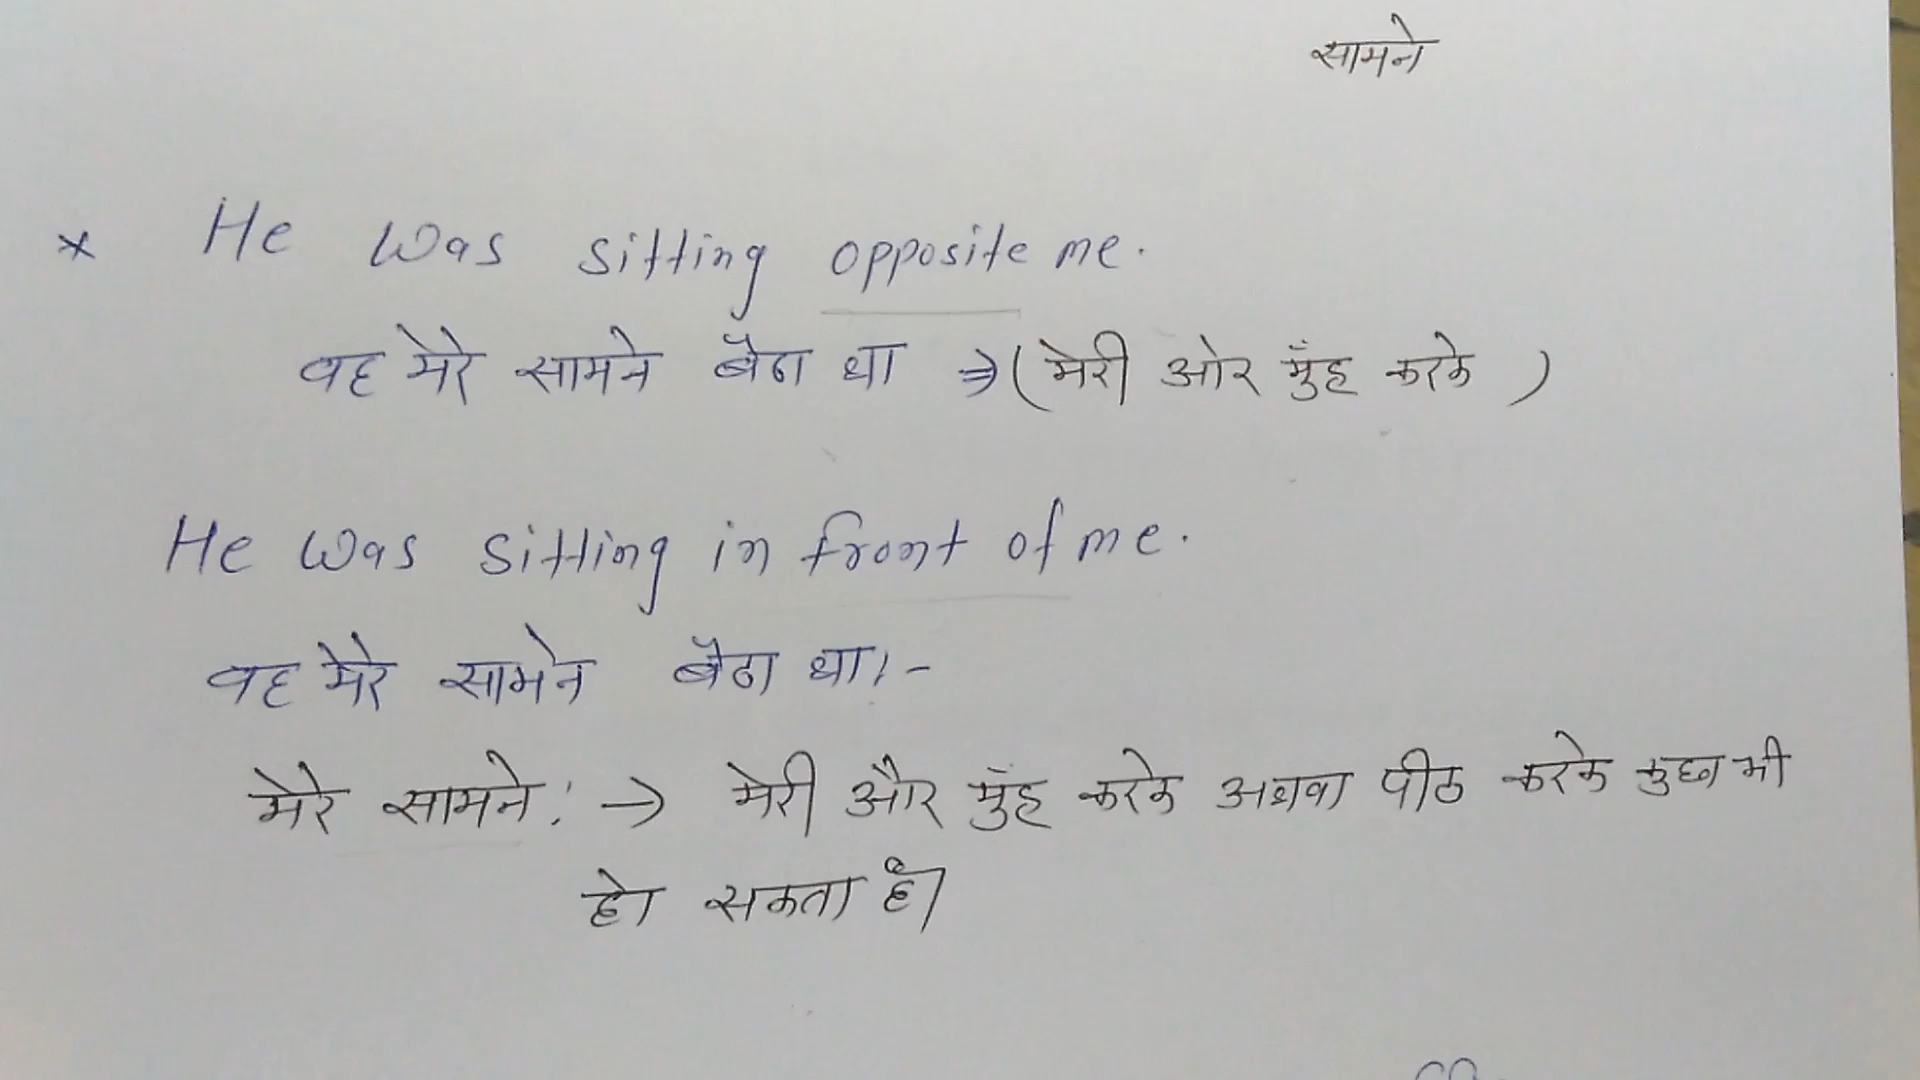 सामने
* He was sitting opposite me.
वह मेरे सामने बैठा था ⇒ (मेरी ओर मुँह करके )
He was sitting in front of me.
वह मेरे सामने बैठा था। -
मेरे सामने :→ मेरी और मुँह करके अथवा पीठ करके कुछ भी
हो सकता है।